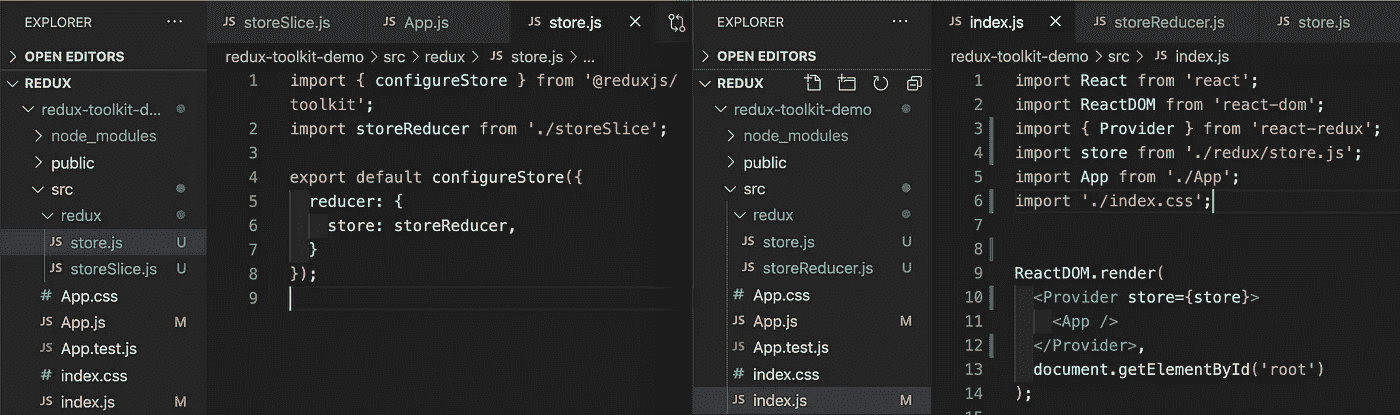 EXPLORER ...
OPEN EDITORS
REDUX
redux-toolkit-d...
node_modules
public
src
redux
JS store.js U
JS storeSlice.js U
# App.css
JS App.js M
JS App.test.js
# index.css
JS index.js M
JS storeSlice.js JS App.js JS store.js
redux-toolkit-demo > src > redux > JS store.js > ...
1 import { configureStore } from '@reduxjs/
toolkit';
2 import storeReducer from './storeSlice';
3
4 export default configureStore({
5 reducer: {
6 store: storeReducer,
7 }
8 });
9
EXPLORER ...
OPEN EDITORS
REDUX
redux-toolkit-demo
node_modules
public
src
redux
JS store.js U
JS storeReducer.js U
# App.css
JS App.js M
JS App.test.js
# index.css
JS index.js M
JS index.js JS storeReducer.js JS store.js
redux-toolkit-demo > src > JS index.js
1 import React from 'react';
2 import ReactDOM from 'react-dom';
3 import { Provider } from 'react-redux';
4 import store from './redux/store.js';
5 import App from './App';
6 import './index.css';
7
8
9 ReactDOM.render(
10 <Provider store={store}>
11 <App />
12 </Provider>,
13 document.getElementById('root')
14 );